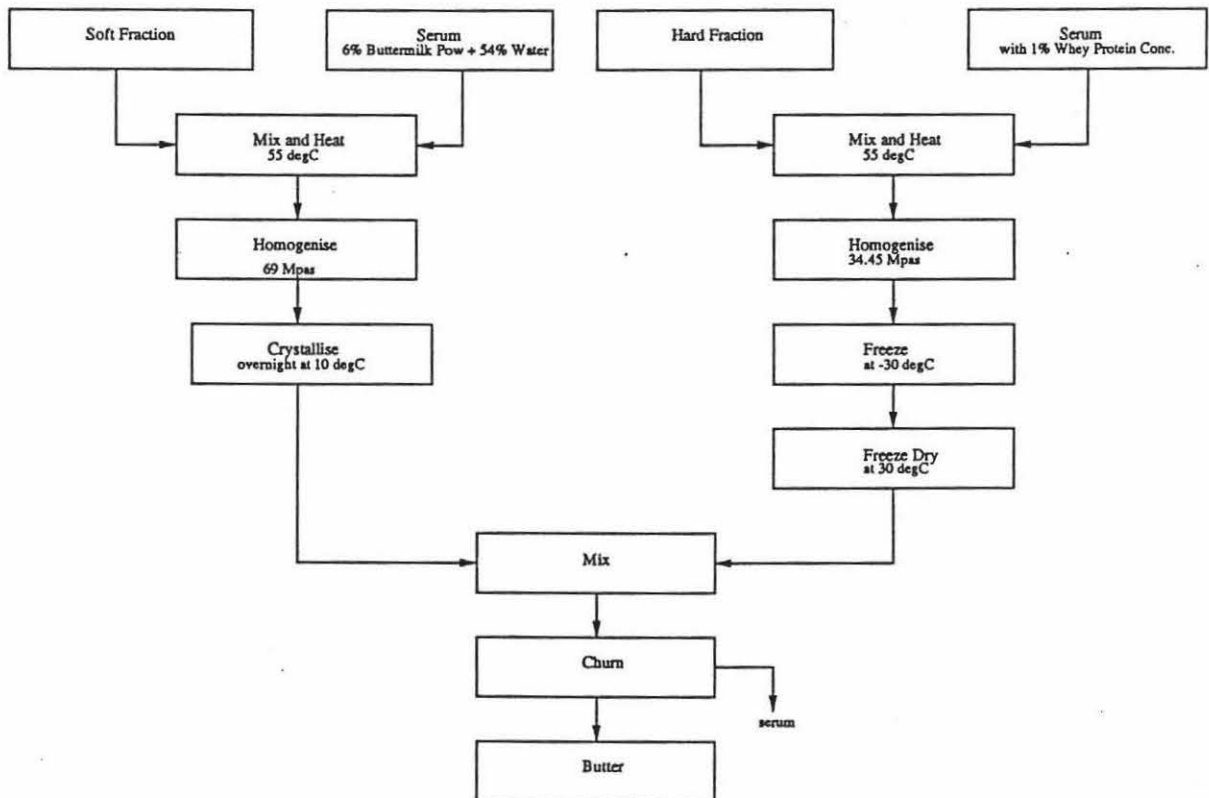 Soft Fraction
Serum
6% Buttermilk Pow + 54% Water
Hard Fraction
Serum
with 1% Whey Protein Conc.
Mix and Heat
55 degC
Mix and Heat
55 degC
Homogenise
69 Mpas
Homogenise
34.45 Mpas
Crystallise
overnight at 10 degC
Freeze
at -30 degC
Freeze Dry
at 30 degC
Mix
Churn
serum
Butter